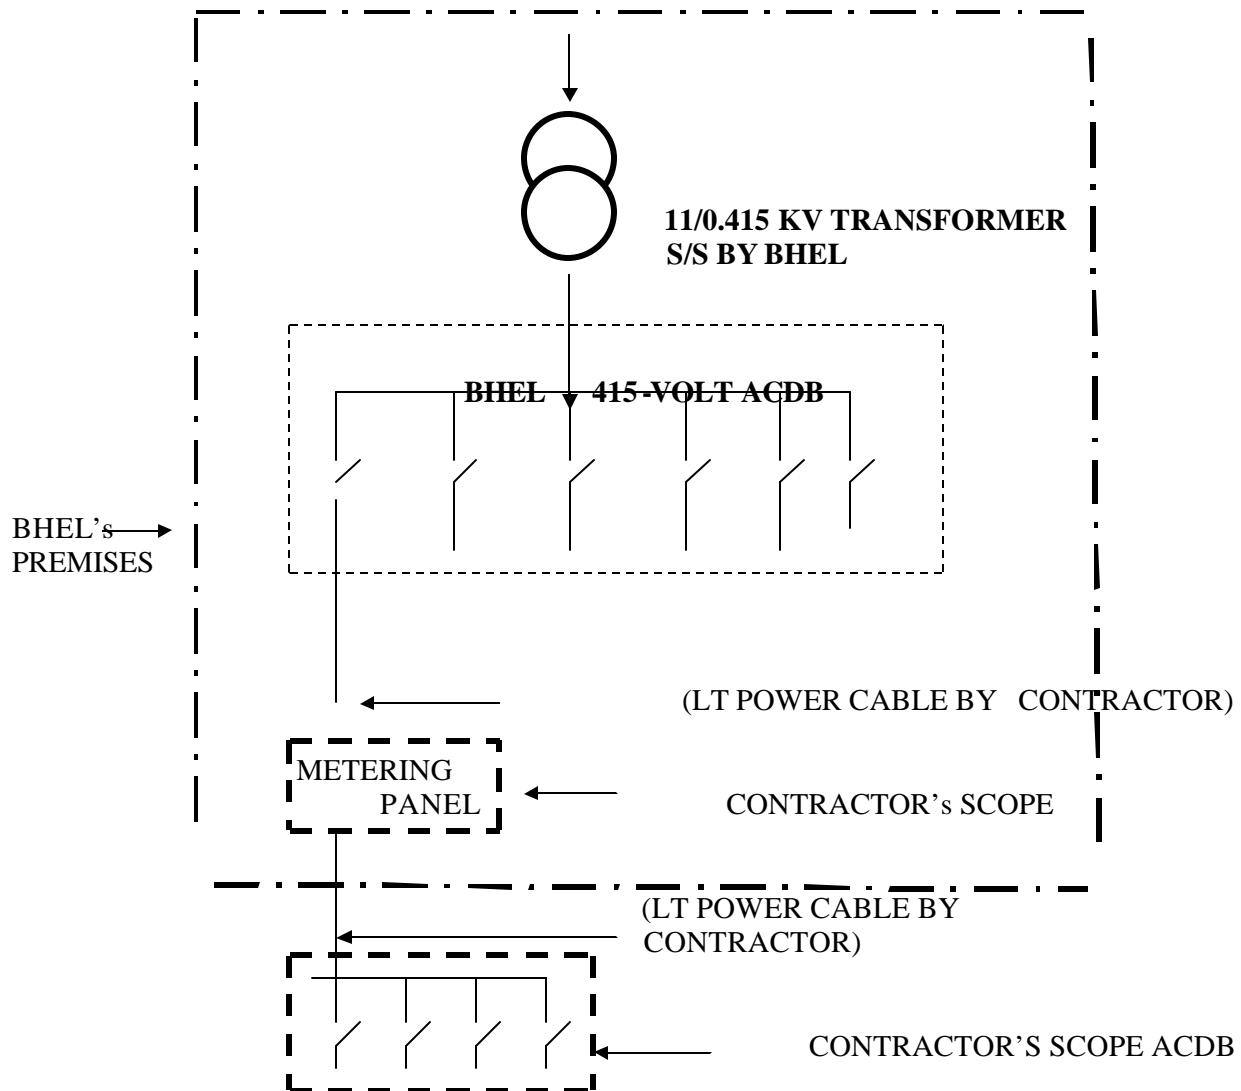 11/0.415 KV TRANSFORMER
S/S BY BHEL
BHEL 415-VOLT ACDB
BHEL's
PREMISES
(LT POWER CABLE BY CONTRACTOR)
METERING
PANEL
CONTRACTOR's SCOPE
(LT POWER CABLE BY
CONTRACTOR)
CONTRACTOR'S SCOPE ACDB